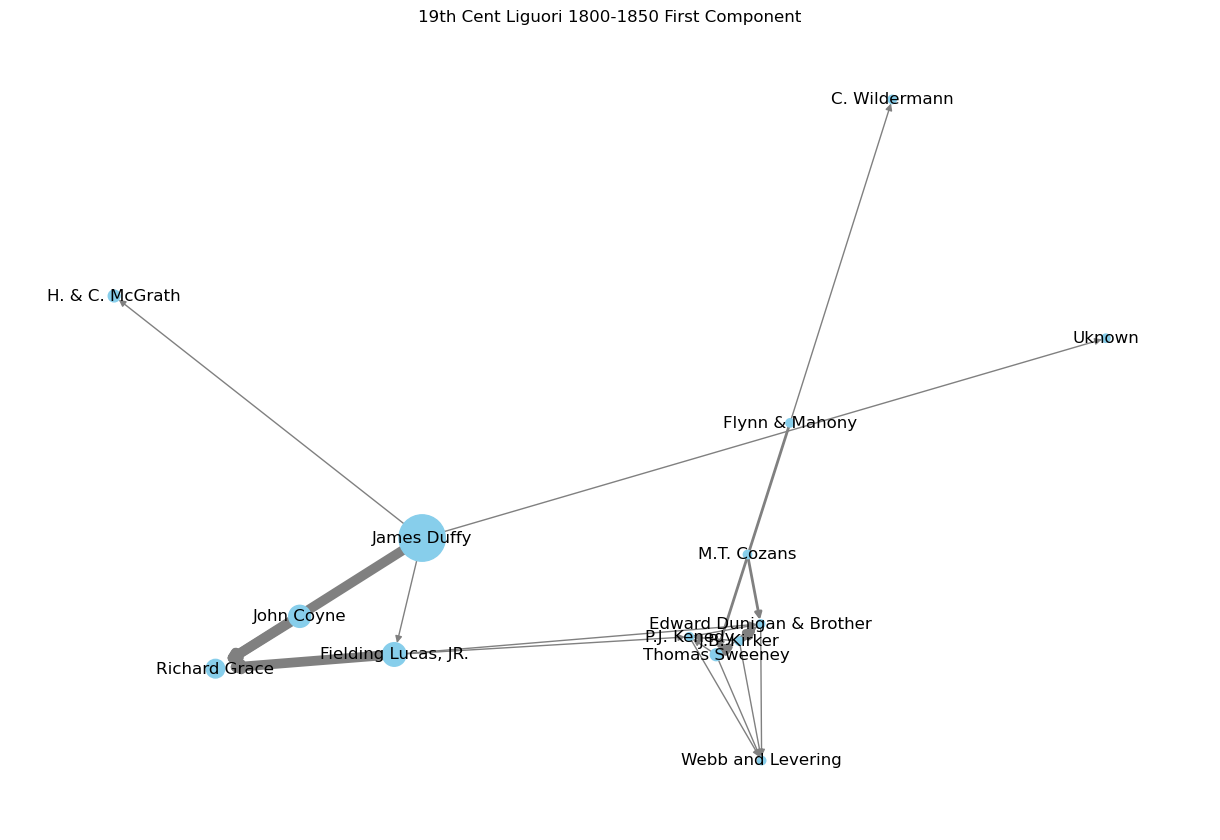 19th Cent Liguori 1800-1850 First Component
C. Wildermann
H. & C. McGrath
Uknown
Flynn & Mahony
James Duffy
M.T. Cozans
John Coyne
Edward Dunigan & Brother
P.J. Kenedy
J.B. Kirker
Fielding Lucas, JR.
Thomas Sweeney
Richard Grace
Webb and Levering